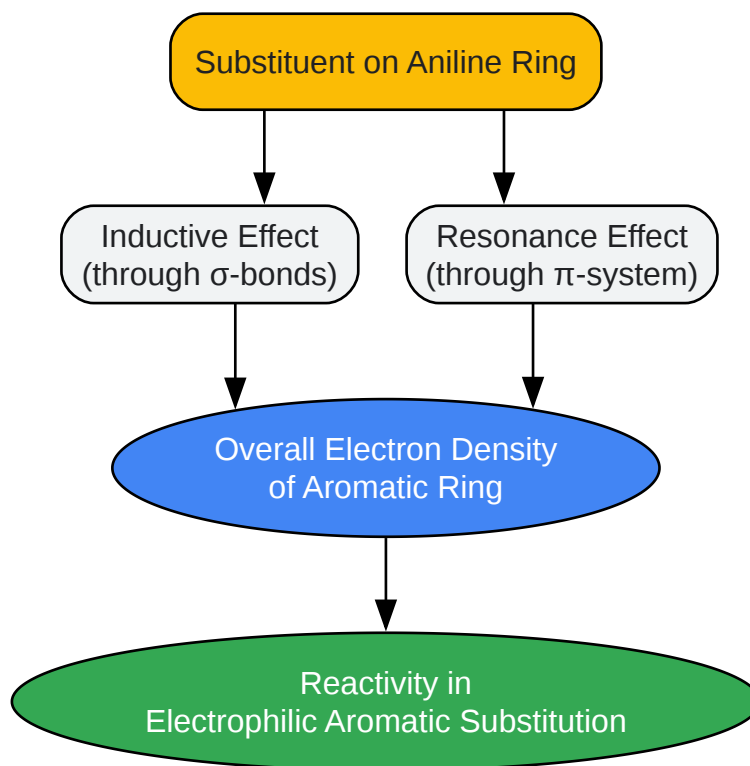 Substituent on Aniline Ring
Inductive Effect
(through σ-bonds)
Resonance Effect
(through π-system)
Overall Electron Density
of Aromatic Ring
Reactivity in
Electrophilic Aromatic Substitution